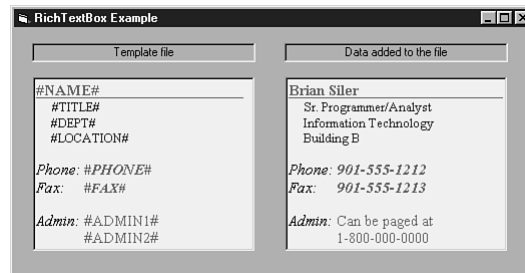 RichTextBox Example
Template file
Data added to the file
#NAME#
#TITLE#
#DEPT#
#LOCATION#
Phone: #PHONE#
Fax: #FAX#
Admin: #ADMIN1#
#ADMIN2#
Brian Siler
Sr. Programmer/Analyst
Information Technology
Building B
Phone: 901-555-1212
Fax: 901-555-1213
Admin: Can be paged at
1-800-000-0000